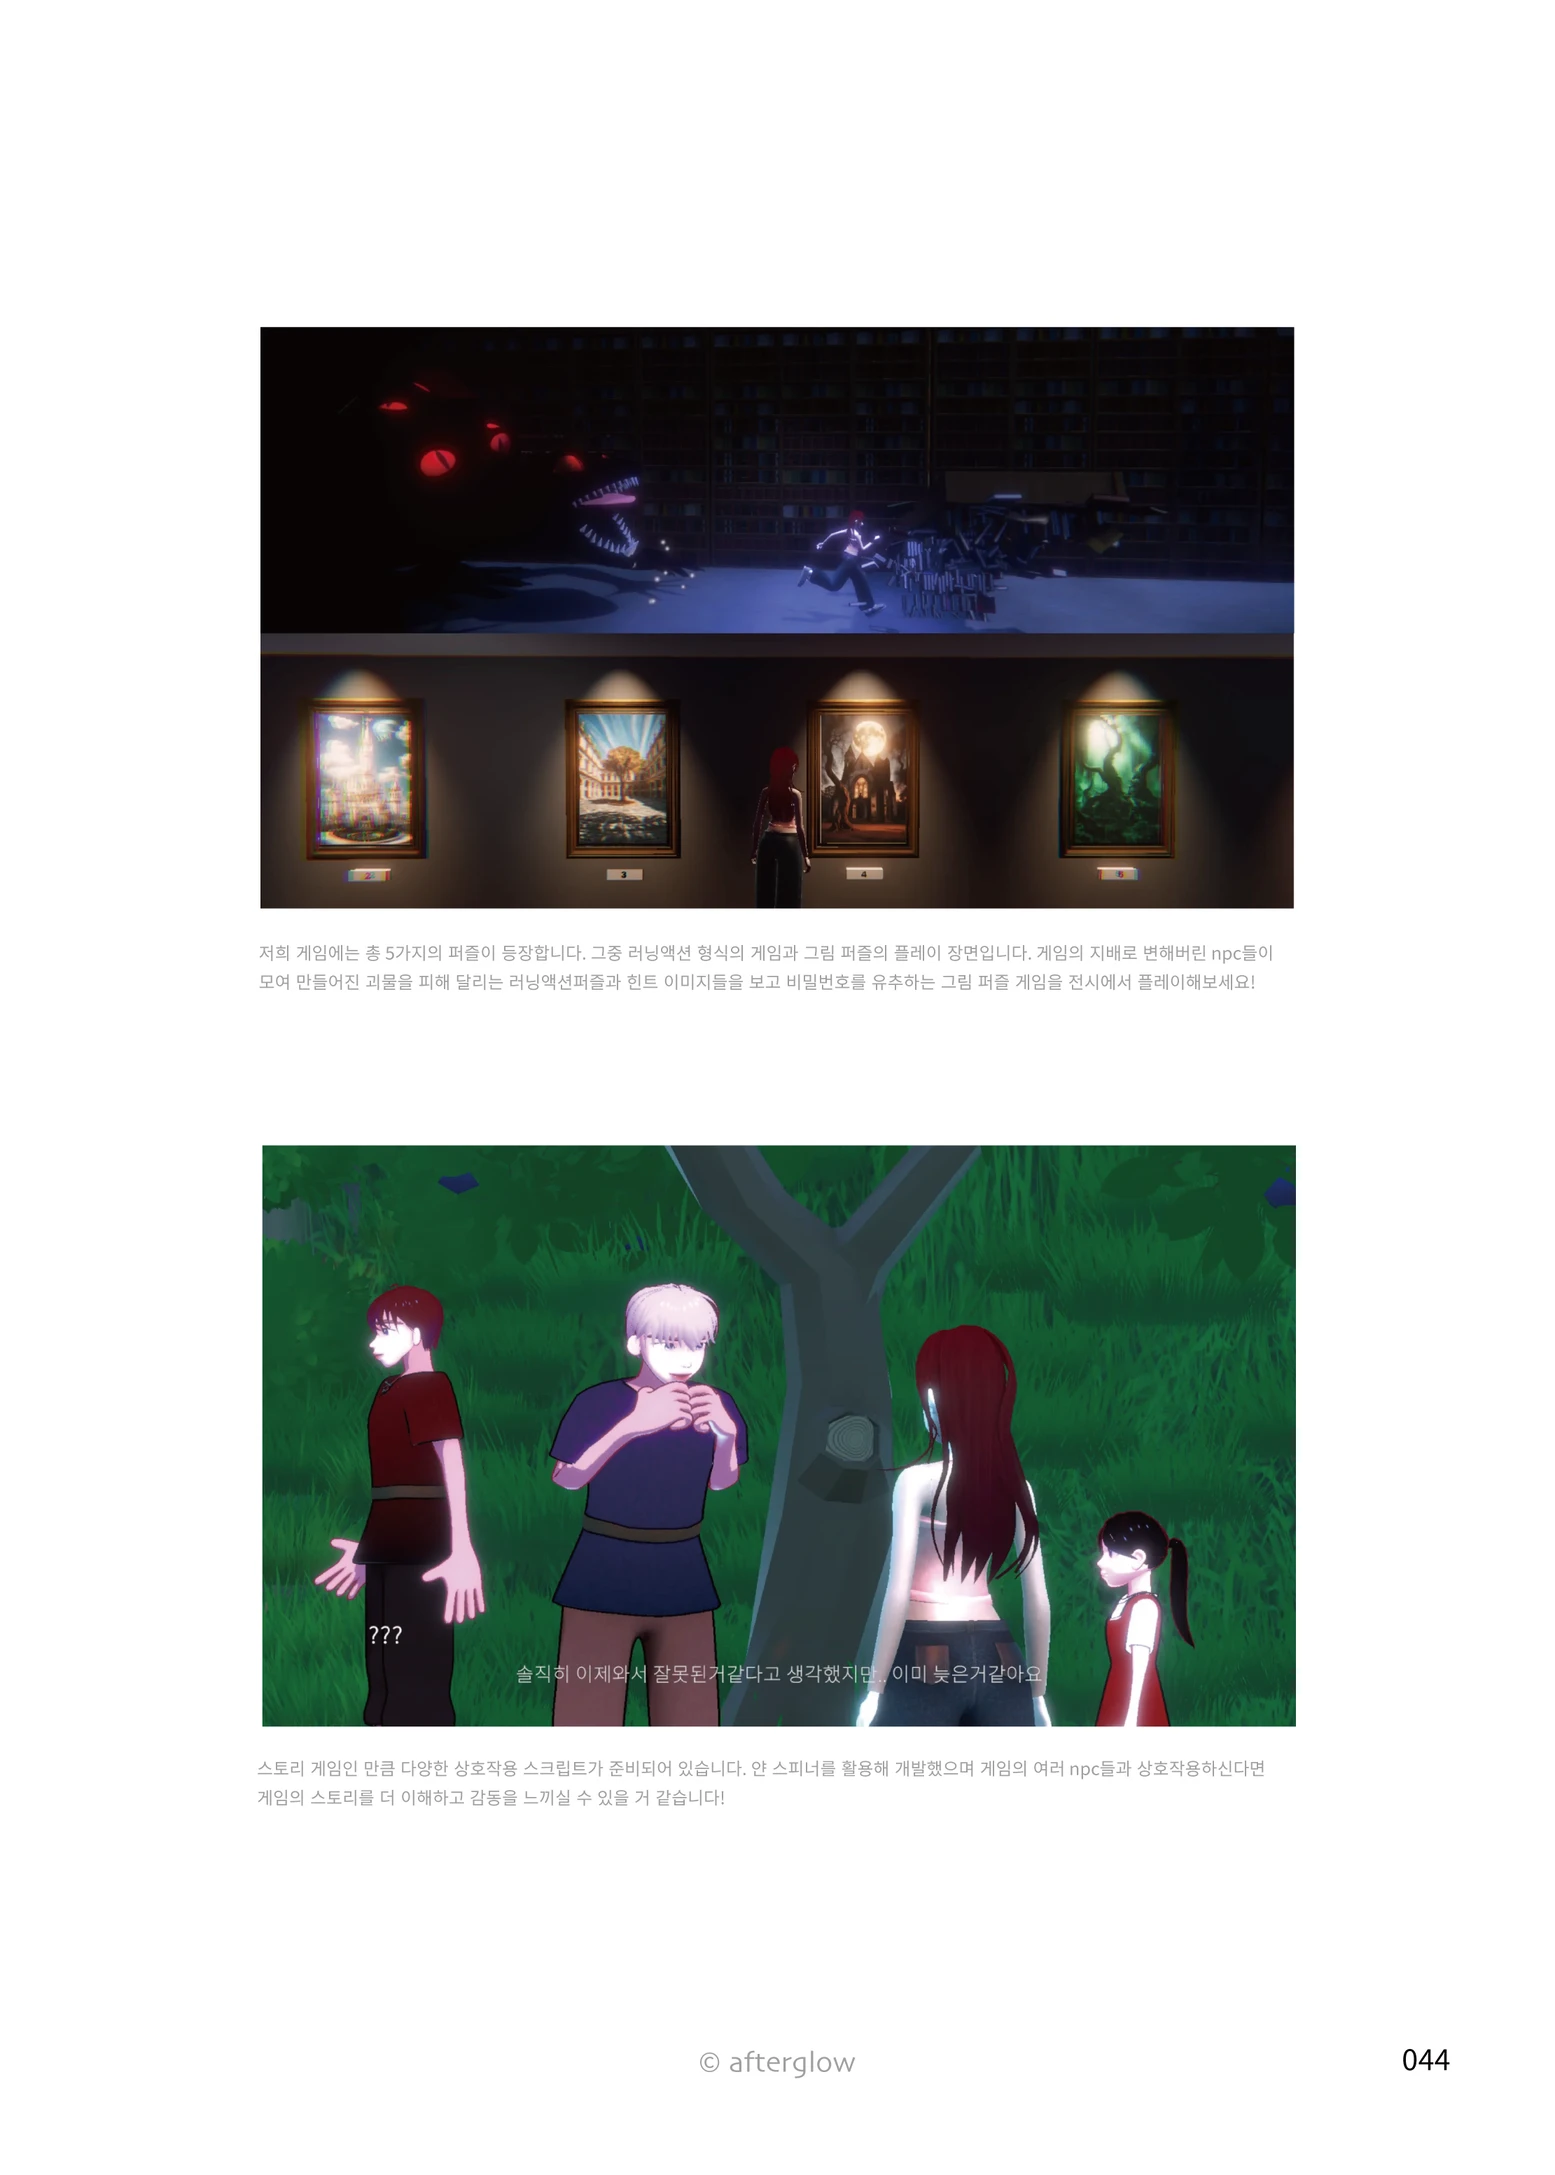 2
3
4
6
저희 게임에는 총 5가지의 퍼즐이 등장합니다. 그중 러닝액션 형식의 게임과 그림 퍼즐의 플레이 장면입니다. 게임의 지배로 변해버린 npc들이
모여 만들어진 괴물을 피해 달리는 러닝액션퍼즐과 힌트 이미지들을 보고 비밀번호를 유추하는 그림 퍼즐 게임을 전시에서 플레이해보세요!
???
솔직히 이제와서 잘못된거같다고 생각했지만.. 이미 늦은거같아요
스토리 게임인 만큼 다양한 상호작용 스크립트가 준비되어 있습니다. 얀 스피너를 활용해 개발했으며 게임의 여러 npc들과 상호작용하신다면
게임의 스토리를 더 이해하고 감동을 느끼실 수 있을 거 같습니다!
© afterglow
044